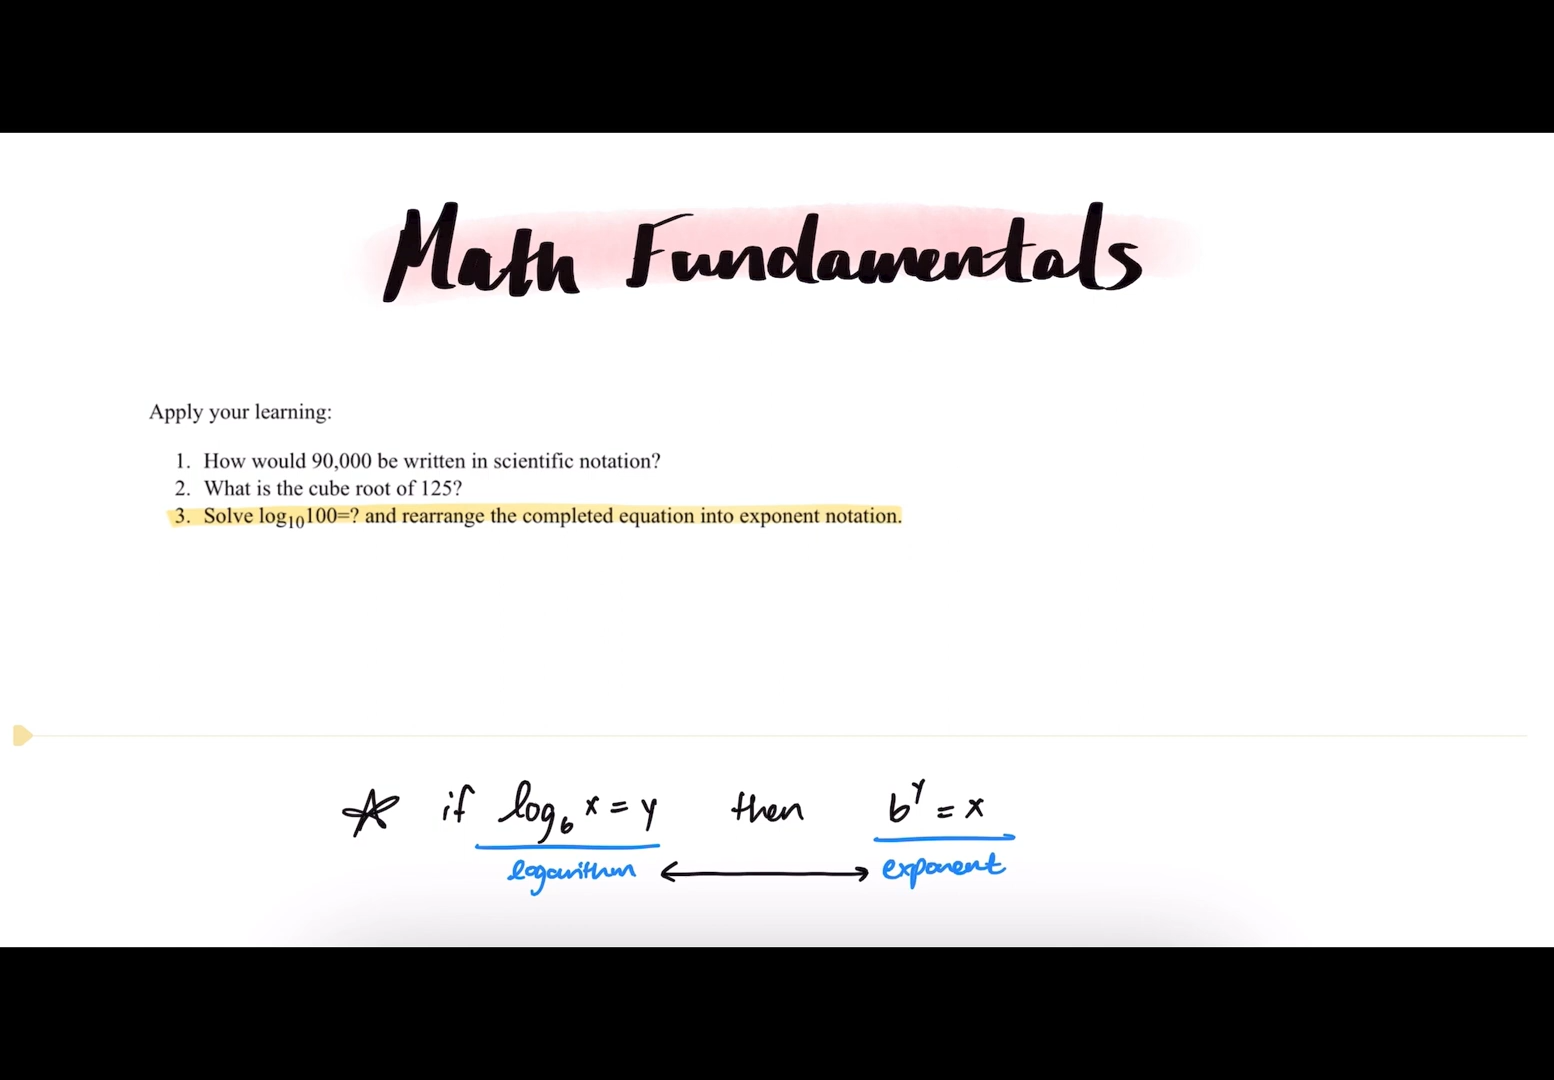 Math Fundamentals
Apply your learning:
1. How would 90,000 be written in scientific notation?
2. What is the cube root of 125?
3. Solve log₁₀100=? and rearrange the completed equation into exponent notation.
☆ if log_b x = y then b^y = x
logarithm ⟷ exponent